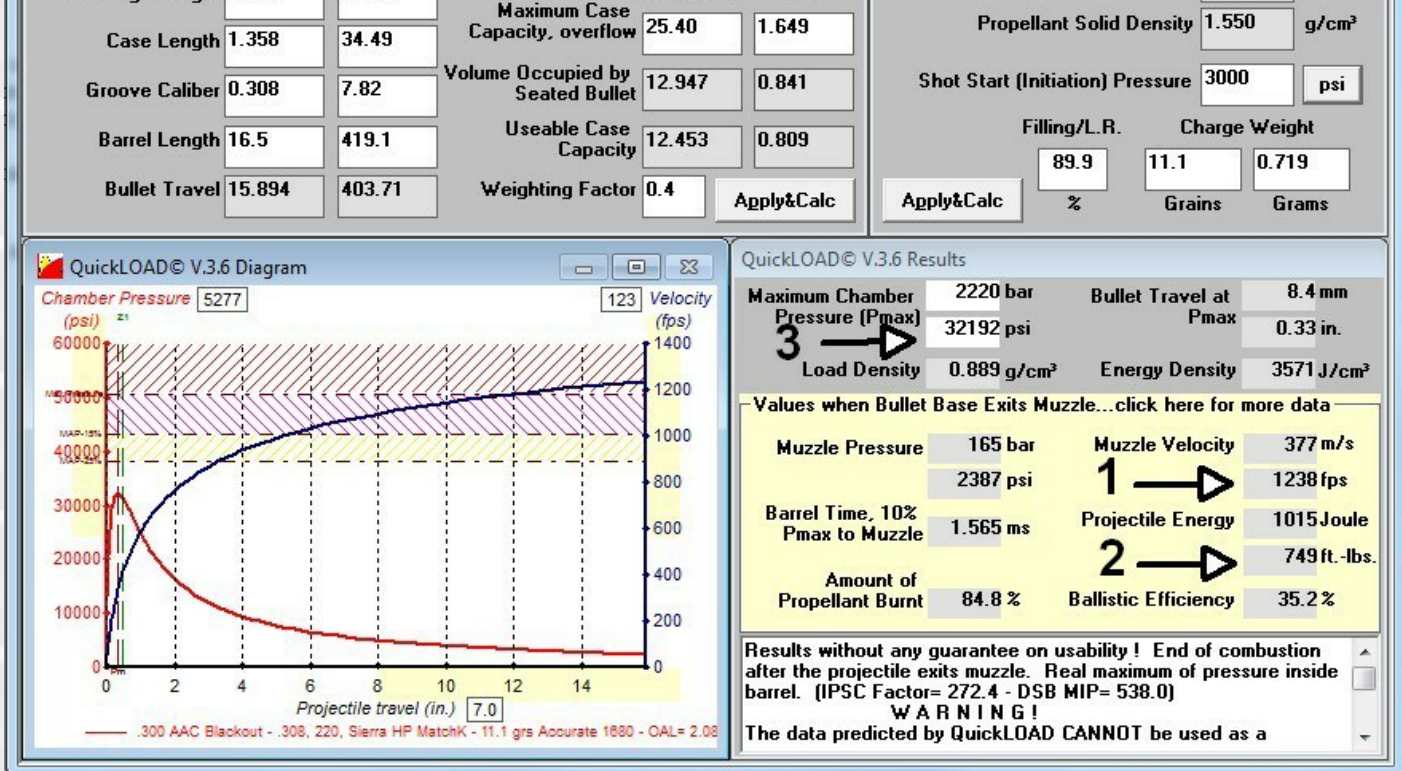 Maximum Case
Capacity, overflow 25.40 1.649
Case Length 1.358 34.49
Groove Caliber 0.308 7.82
Volume Occupied by
Seated Bullet 12.947 0.841
Barrel Length 16.5 419.1
Useable Case
Capacity 12.453 0.809
Bullet Travel 15.894 403.71
Weighting Factor 0.4 Apply&Calc
Propellant Solid Density 1.550 g/cm³
Shot Start (Initiation) Pressure 3000 psi
Filling/L.R. Charge Weight
89.9 11.1 0.719
Apply&Calc % Grains Grams
QuickLOAD© V.3.6 Diagram
Chamber Pressure 5277 123 Velocity
(psi) Z1 (fps)
60000 1400
1200
50000
1000
MAP-15%
40000
800
30000
600
20000
400
10000
200
0 0
Pm
0 2 4 6 8 10 12 14
Projectile travel (in.) 7.0
.300 AAC Blackout - .308, 220, Sierra HP MatchK - 11.1 grs Accurate 1680 - OAL= 2.08
QuickLOAD© V.3.6 Results
Maximum Chamber 2220 bar Bullet Travel at 8.4 mm
Pressure (Pmax) 32192 psi Pmax 0.33 in.
3
Load Density 0.889 g/cm³ Energy Density 3571 J/cm³
Values when Bullet Base Exits Muzzle...click here for more data
Muzzle Pressure 165 bar Muzzle Velocity 377 m/s
2387 psi 1 1238 fps
Barrel Time, 10%
Pmax to Muzzle 1.565 ms Projectile Energy 1015 Joule
2 749 ft.-lbs.
Amount of
Propellant Burnt 84.8 % Ballistic Efficiency 35.2 %
Results without any guarantee on usability ! End of combustion
after the projectile exits muzzle. Real maximum of pressure inside
barrel. (IPSC Factor= 272.4 - DSB MIP= 538.0)
W A R N I N G !
The data predicted by QuickLOAD CANNOT be used as a